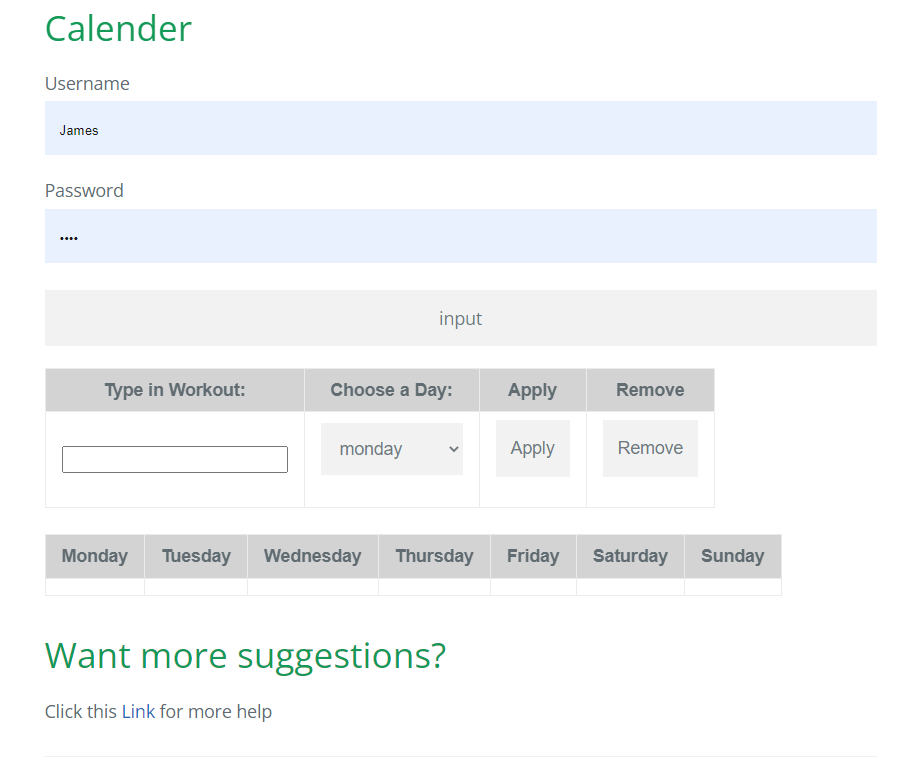 Calender
Username
James
Password
••••
input
Type in Workout: Choose a Day: Apply Remove
monday Apply Remove
Monday Tuesday Wednesday Thursday Friday Saturday Sunday
Want more suggestions?
Click this Link for more help